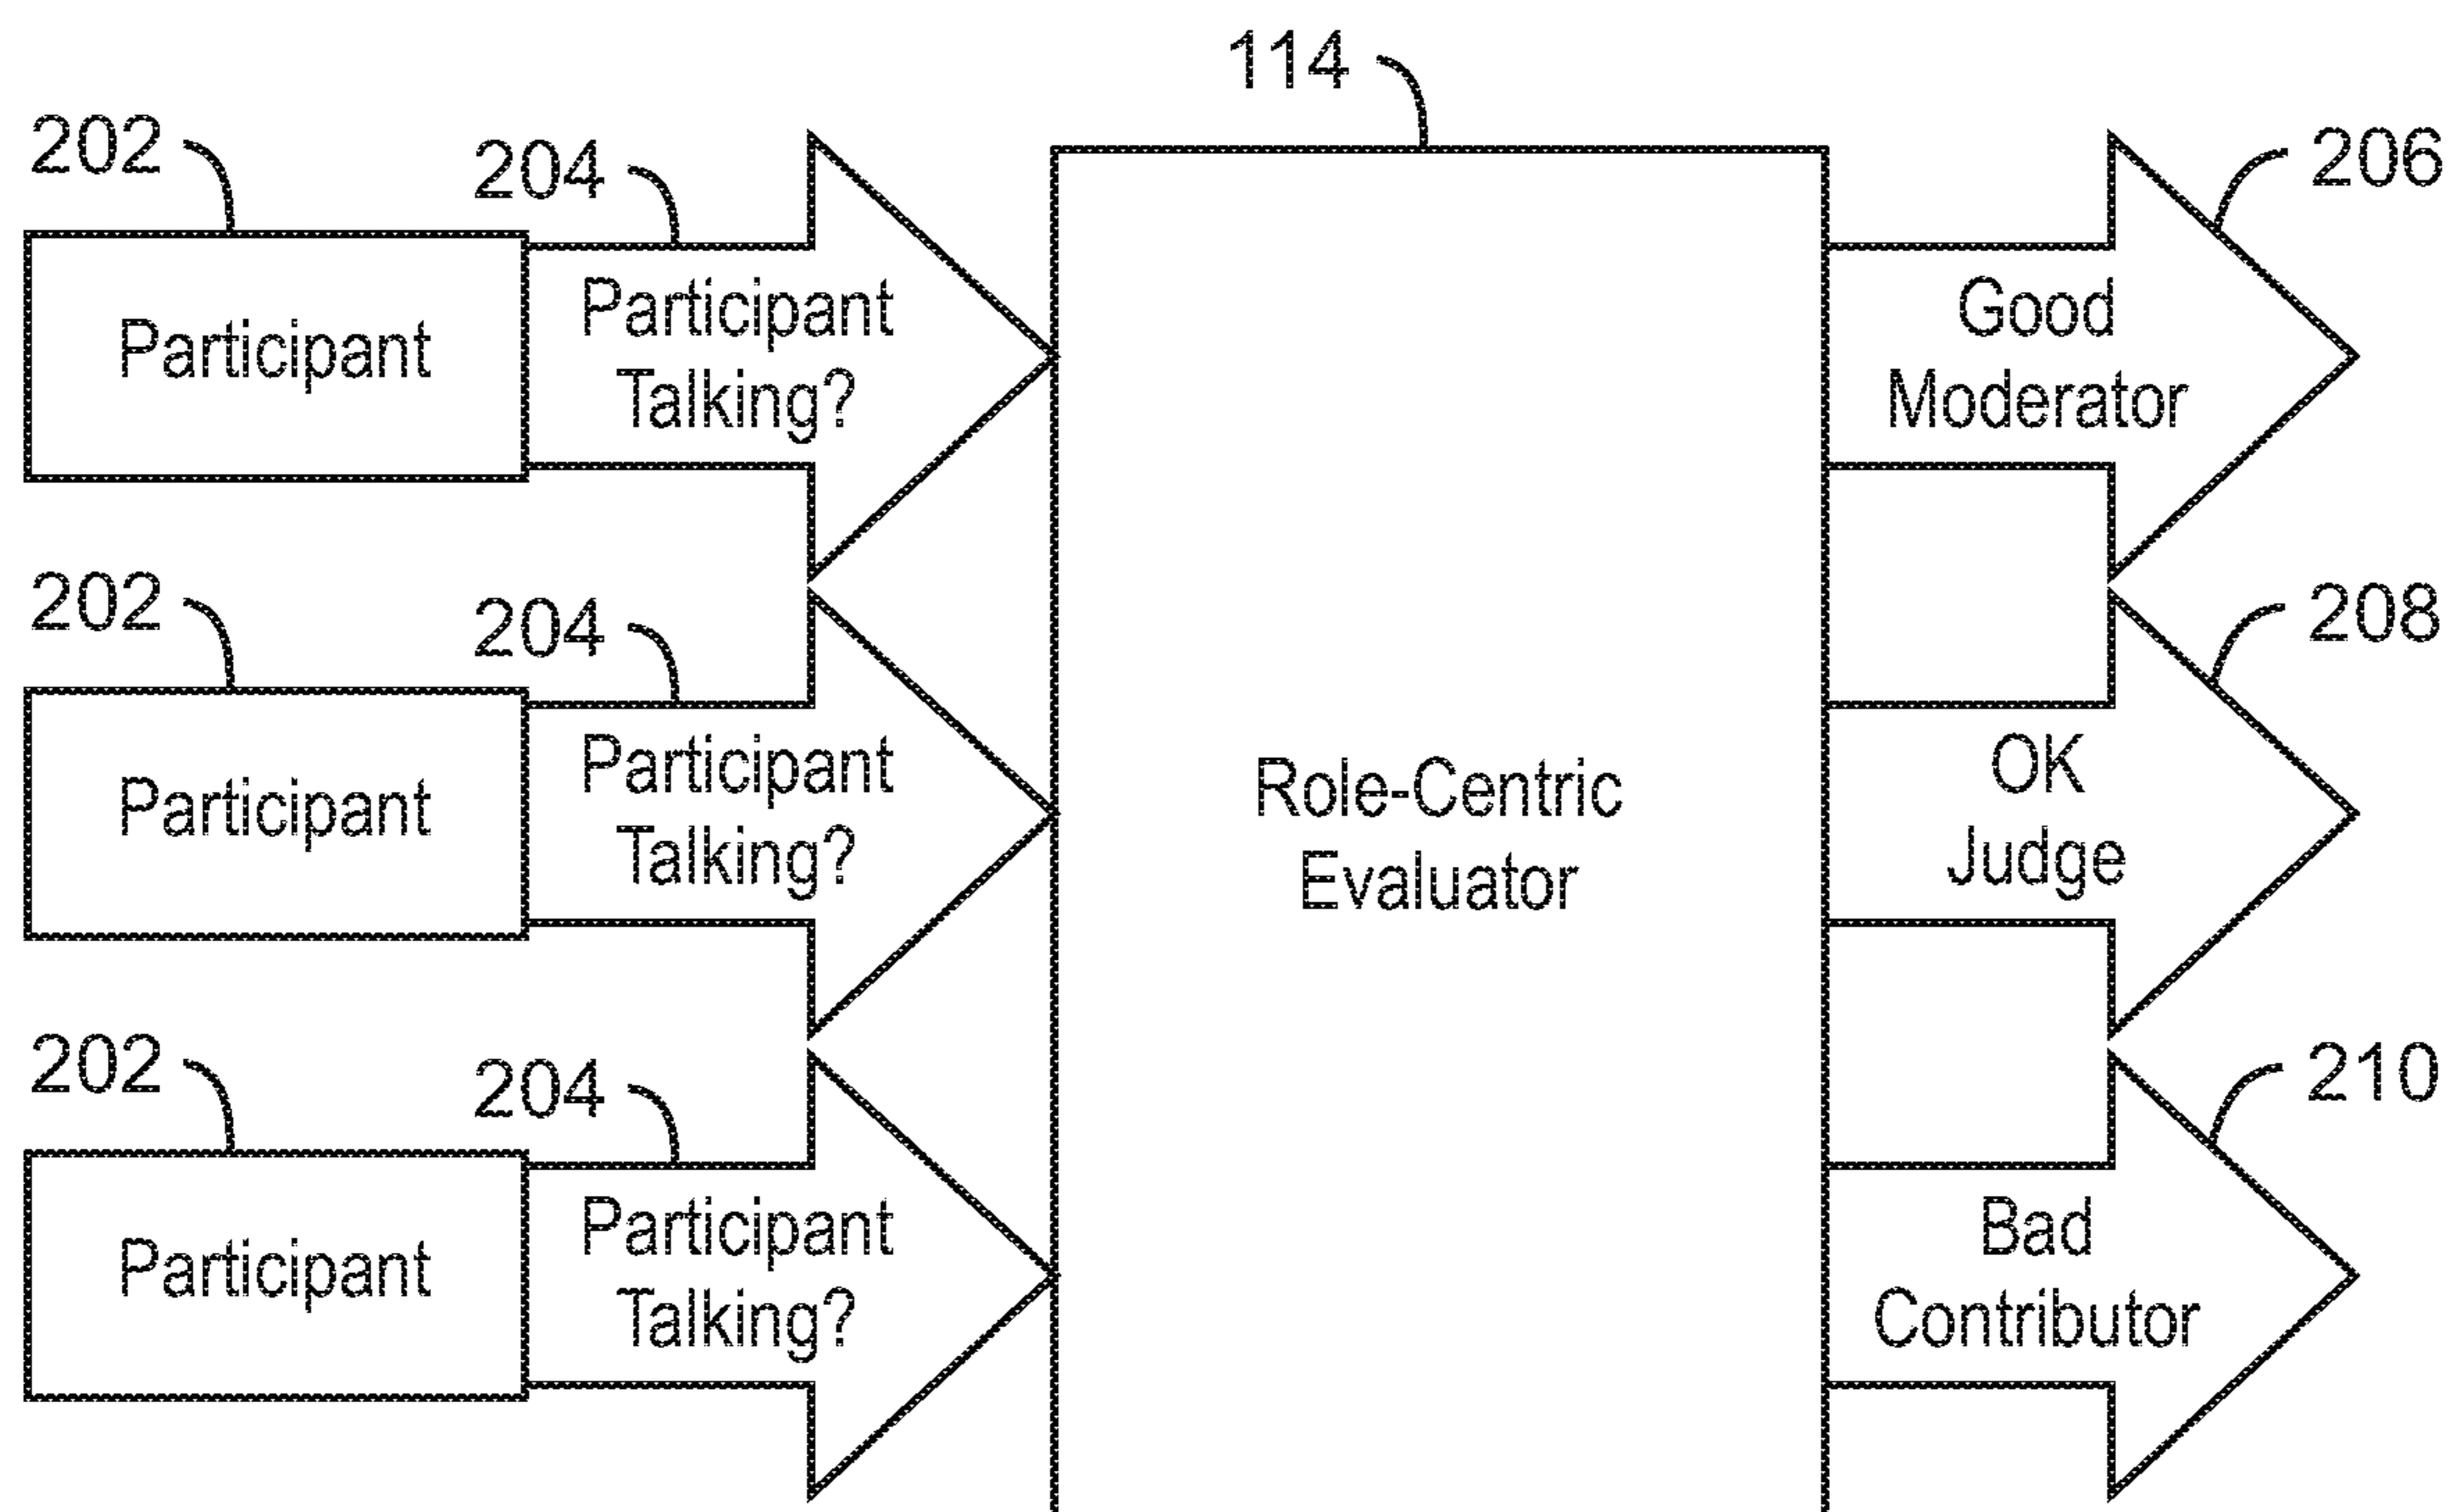 114
202
204
206
Participant
Participant
Talking?
Good
Moderator
202
204
208
Participant
Participant
Talking?
Role-Centric
Evaluator
OK
Judge
202
204
210
Participant
Participant
Talking?
Bad
Contributor